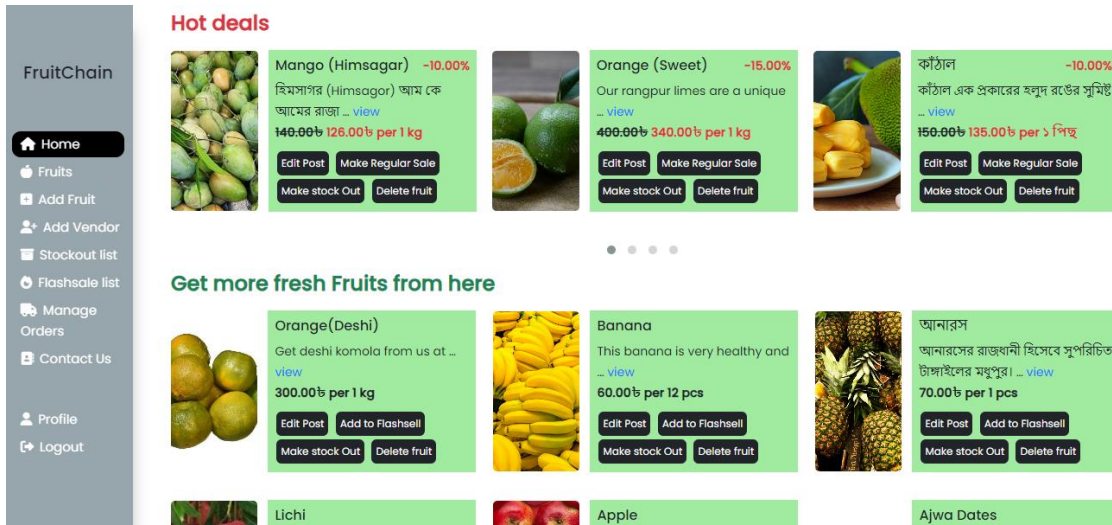 FruitChain
Home
Fruits
Add Fruit
Add Vendor
Stockout list
Flashsale list
Manage
Orders
Contact Us
Profile
Logout
Hot deals
Mango (Himsagar) -10.00%
হিমসাগর (Himsagor) আম কে
আমের রাজা ... view
140.00৳ 126.00৳ per 1 kg
Edit Post Make Regular Sale
Make stock Out Delete fruit
Orange (Sweet) -15.00%
Our rangpur limes are a unique
... view
400.00৳ 340.00৳ per 1 kg
Edit Post Make Regular Sale
Make stock Out Delete fruit
কাঁঠাল -10.00%
কাঁঠাল এক প্রকারের হলুদ রঙের সুমিষ্ট
... view
150.00৳ 135.00৳ per ১ পিছ
Edit Post Make Regular Sale
Make stock Out Delete fruit
Get more fresh Fruits from here
Orange(Deshi)
Get deshi komola from us at ...
view
300.00৳ per 1 kg
Edit Post Add to Flashsell
Make stock Out Delete fruit
Banana
This banana is very healthy and
... view
60.00৳ per 12 pcs
Edit Post Add to Flashsell
Make stock Out Delete fruit
আনারস
আনারসের রাজধানী হিসেবে সুপরিচিত
টাঙ্গাইলের মধুপুর। ... view
70.00৳ per 1 pcs
Edit Post Add to Flashsell
Make stock Out Delete fruit
Lichi
Apple
Ajwa Dates